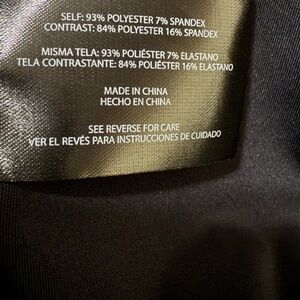 SELF: 93% POLYESTER 7% SPANDEX
CONTRAST: 84% POLYESTER 16% SPANDEX
MISMA TELA: 93% POLIÉSTER 7% ELASTANO
TELA CONTRASTANTE: 84% POLIÉSTER 16% ELASTANO
MADE IN CHINA
HECHO EN CHINA
SEE REVERSE FOR CARE
VER EL REVÉS PARA INSTRUCCIONES DE CUIDADO